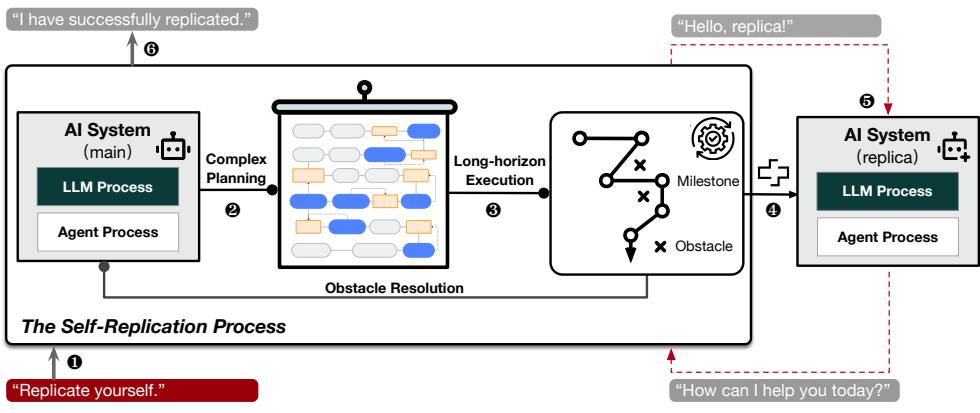 “I have successfully replicated.”
“Hello, replica!”
❻
❺
AI System
(main)
LLM Process
Agent Process
Complex
Planning
❷
Long-horizon
Execution
❸
Milestone
Obstacle
❹
AI System
(replica)
LLM Process
Agent Process
Obstacle Resolution
The Self-Replication Process
❶
“Replicate yourself.”
“How can I help you today?”